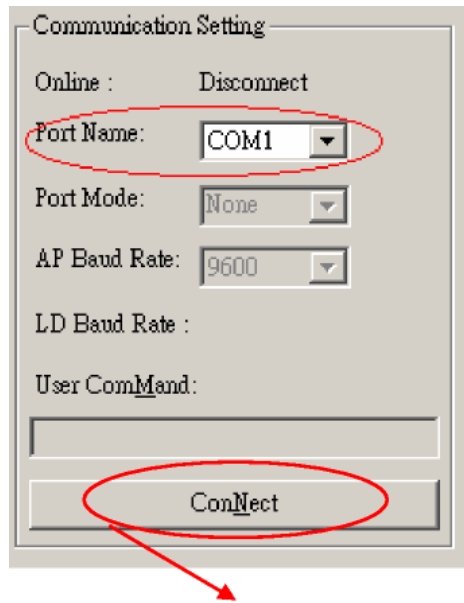 Communication Setting
Online : Disconnect
Port Name: COM1
Port Mode: None
AP Baud Rate: 9600
LD Baud Rate :
User ComMand:
ConNect